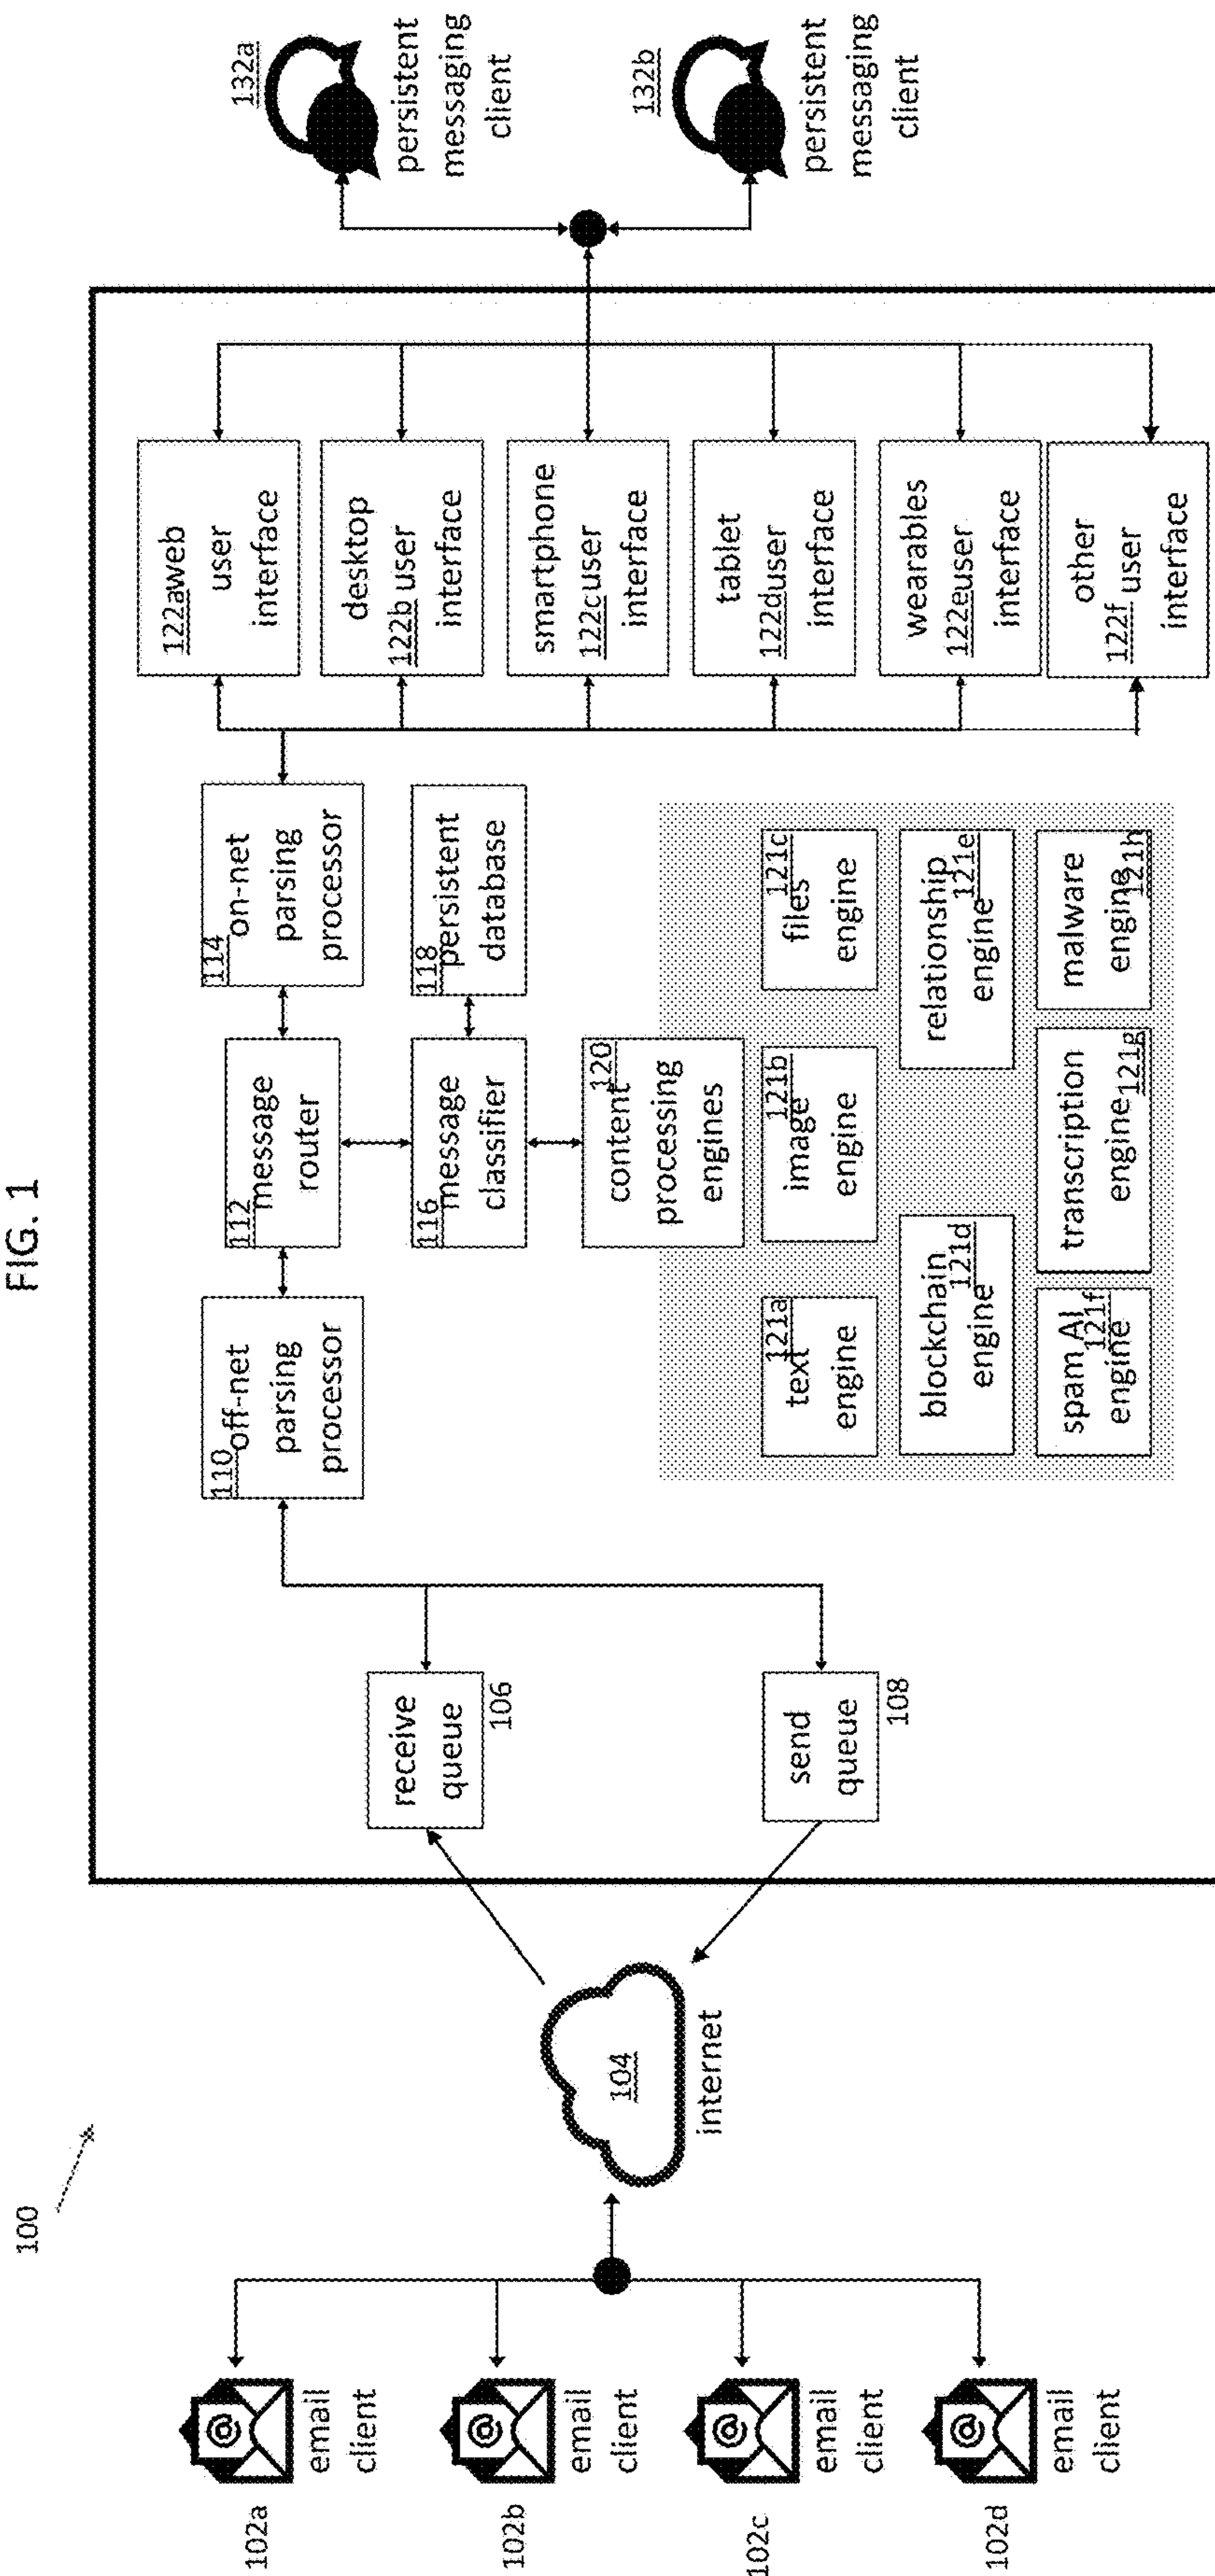 FIG. 1
100
102a
email
client
102b
email
client
102c
email
client
102d
email
client
104
internet
receive
queue
106
send
queue
108
110
off-net
parsing
processor
112
message
router
114
on-net
parsing
processor
116
message
classifier
118
persistent
database
120
content
processing
engines
121a
text
engine
121b
image
engine
121c
files
engine
blockchain
121d
engine
relationship
121e
engine
spam AI
121f
engine
transcription
engine
121g
malware
engine
121h
122a web
user
interface
desktop
122b user
interface
smartphone
122c user
interface
tablet
122d user
interface
wearables
122e user
interface
other
122f user
interface
132a
persistent
messaging
client
132b
persistent
messaging
client